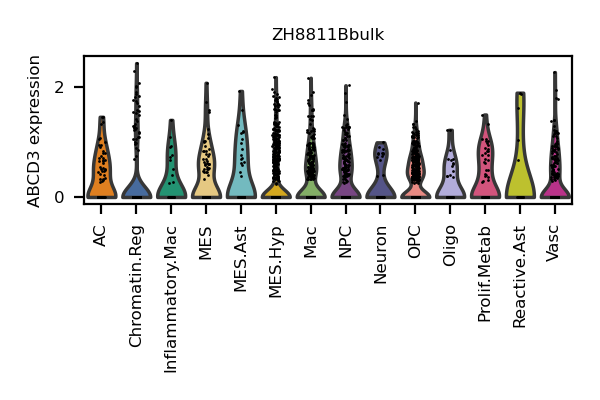 ZH8811Bbulk
ABCD3 expression
2
0
AC
Chromatin.Reg
Inflammatory.Mac
MES
MES.Ast
MES.Hyp
Mac
NPC
Neuron
OPC
Oligo
Prolif.Metab
Reactive.Ast
Vasc